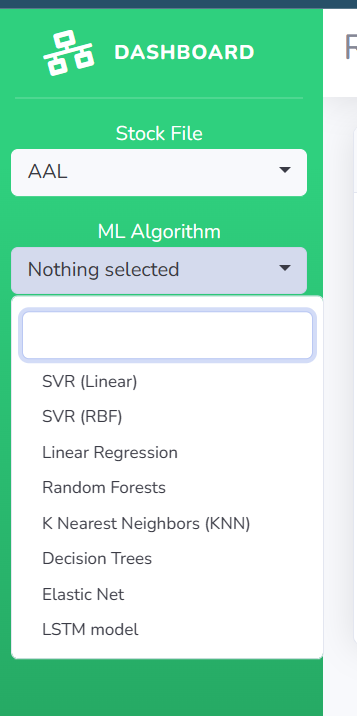 DASHBOARD
R
Stock File
AAL
ML Algorithm
Nothing selected
SVR (Linear)
SVR (RBF)
Linear Regression
Random Forests
K Nearest Neighbors (KNN)
Decision Trees
Elastic Net
LSTM model